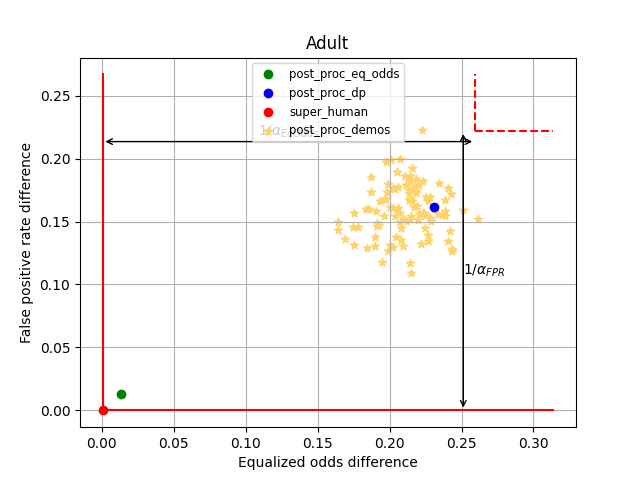 Adult
post_proc_eq_odds
post_proc_dp
super_human
post_proc_demos
1/α_FPR
False positive rate difference
0.25
0.20
0.15
0.10
0.05
0.00
0.00 0.05 0.10 0.15 0.20 0.25 0.30
Equalized odds difference